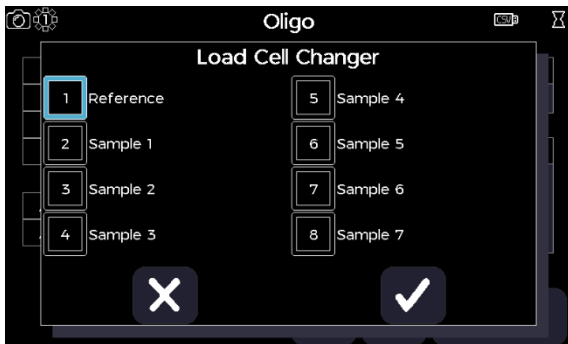 1
Oligo
CSV
Load Cell Changer
1 Reference
2 Sample 1
3 Sample 2
4 Sample 3
5 Sample 4
6 Sample 5
7 Sample 6
8 Sample 7